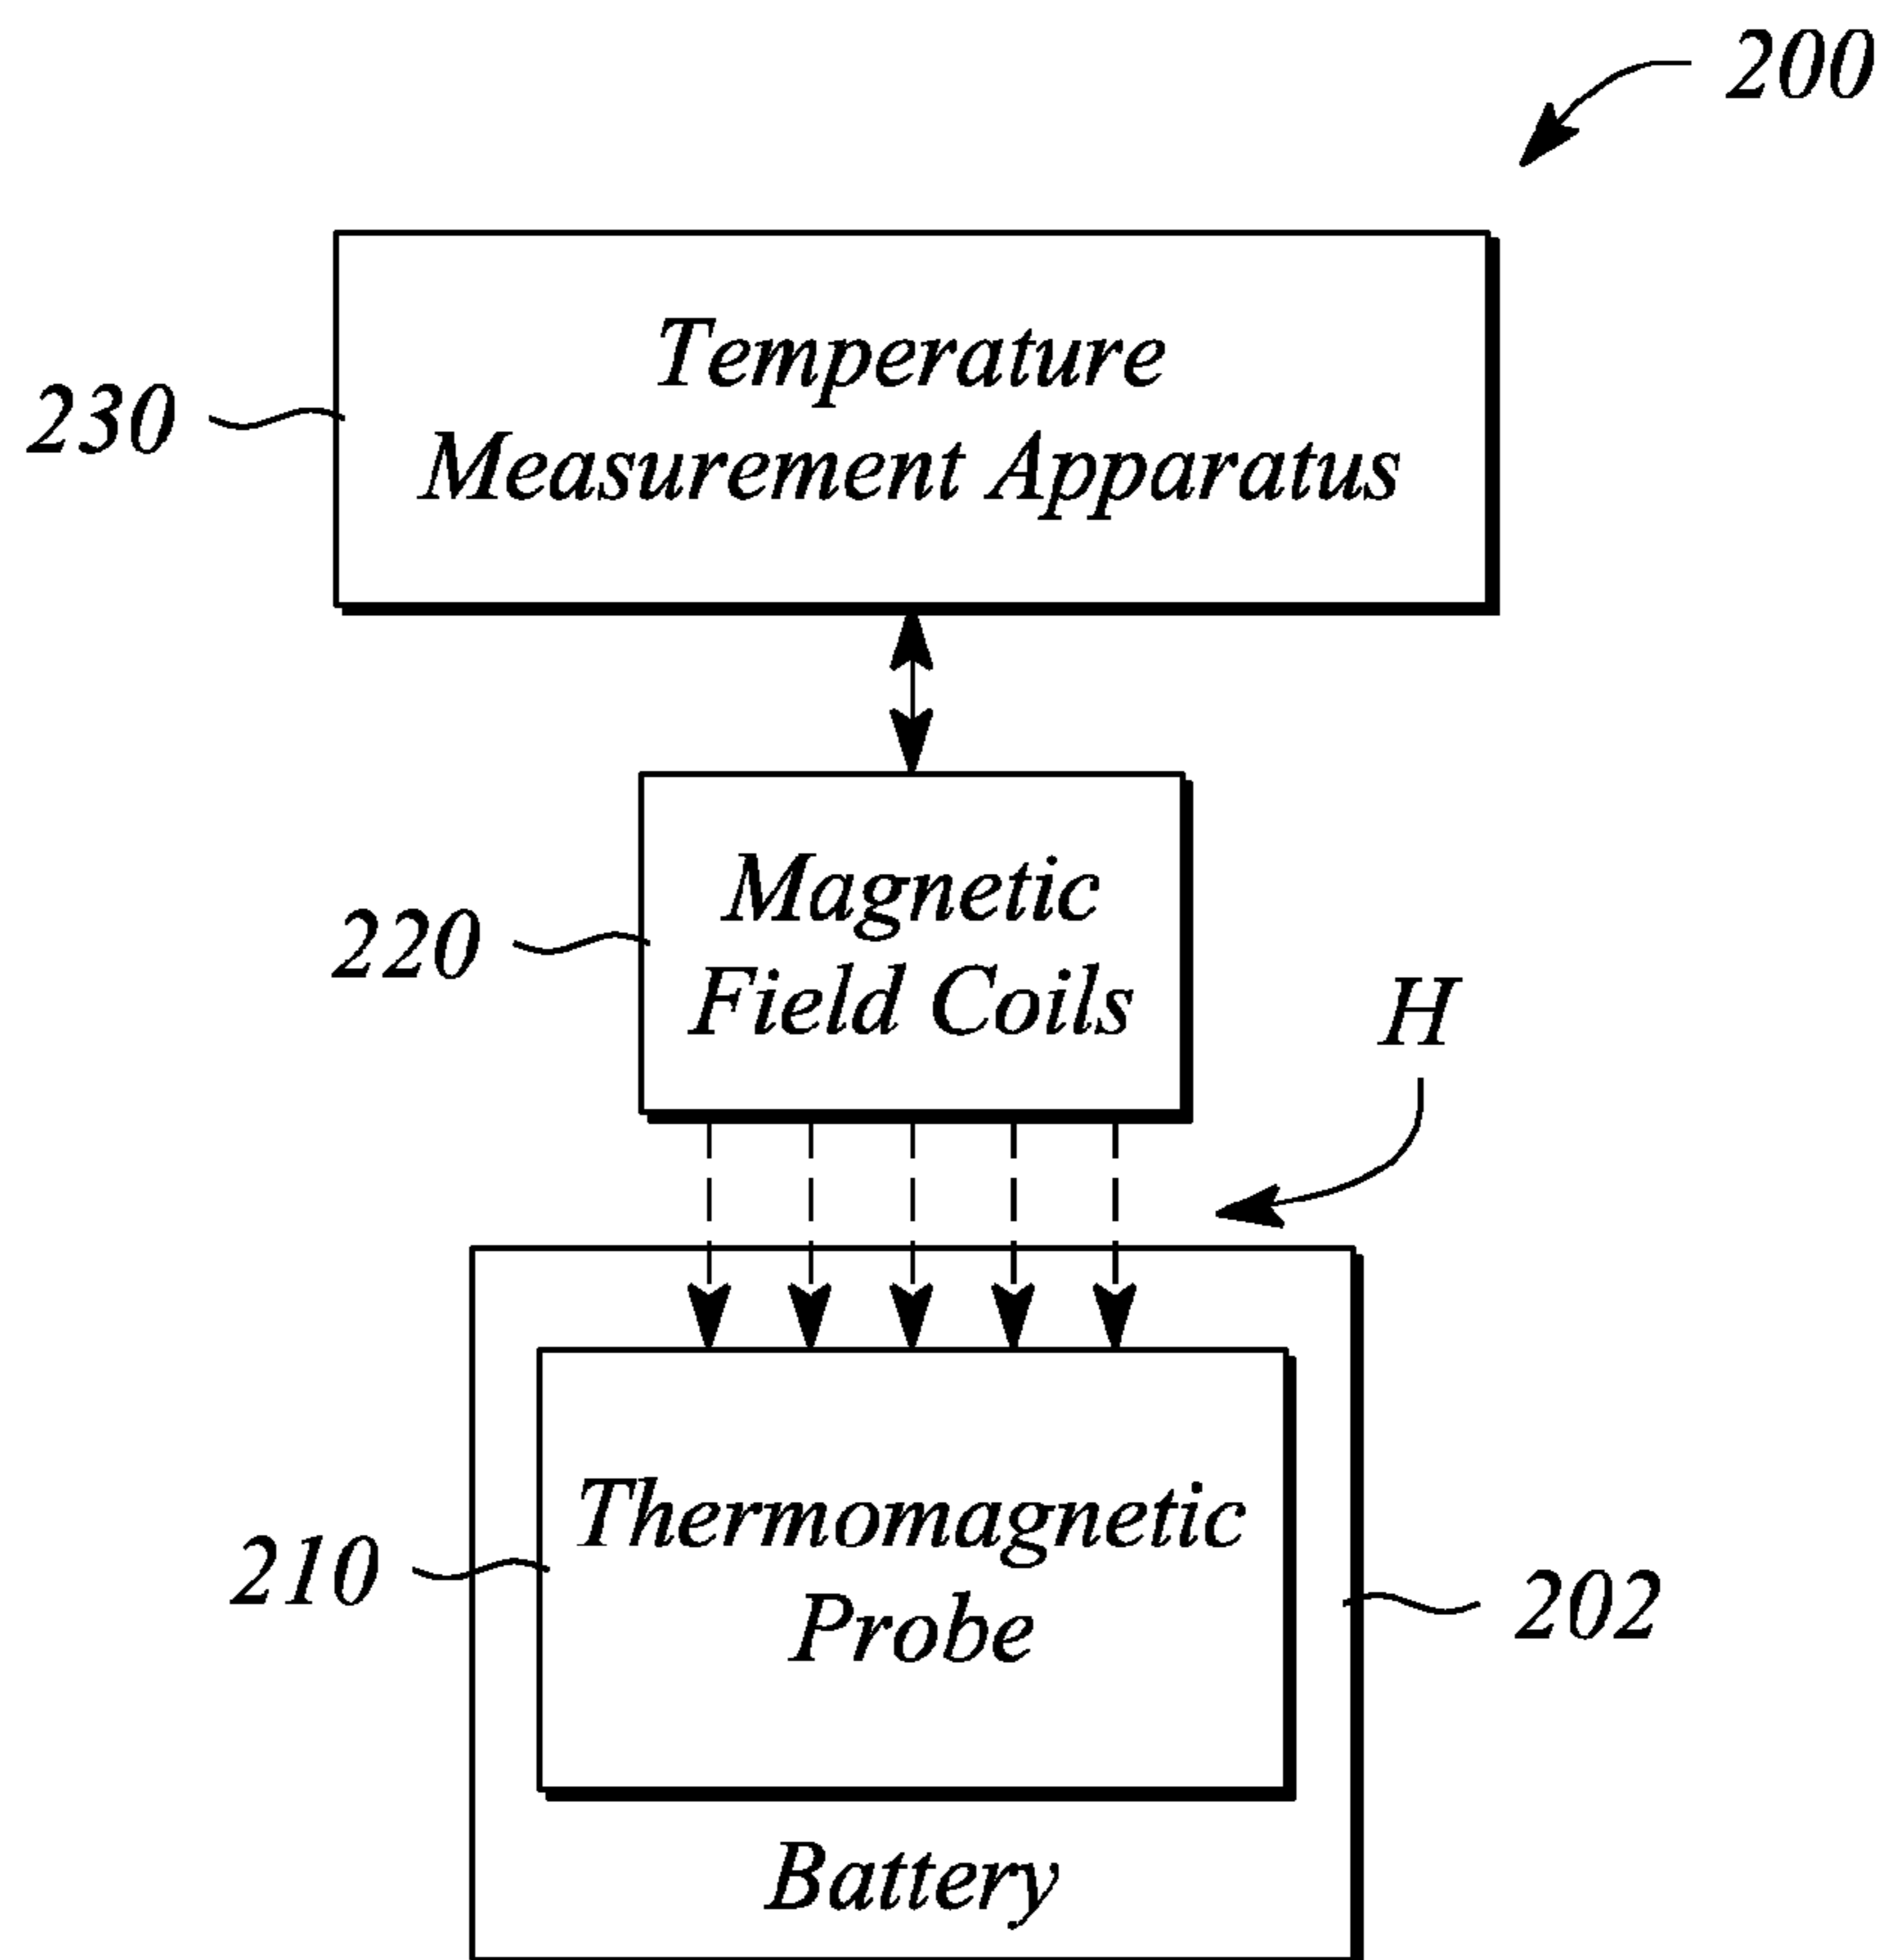 200
Temperature
Measurement Apparatus
230
Magnetic
Field Coils
220
H
Thermomagnetic
Probe
210
202
Battery